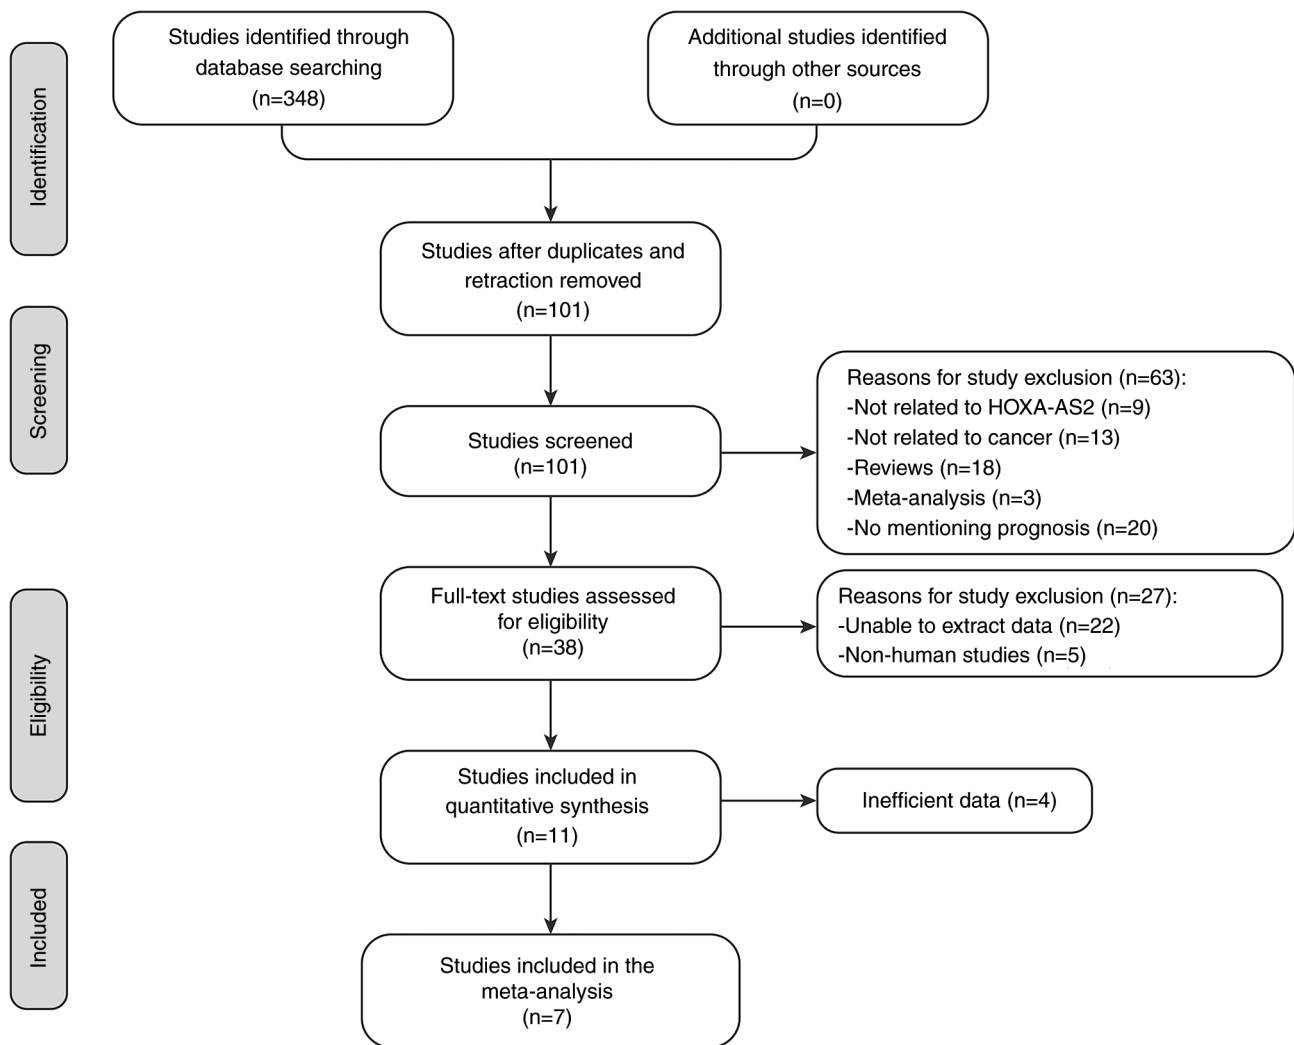 Identification
Studies identified through
database searching
(n=348)
Additional studies identified
through other sources
(n=0)
Studies after duplicates and
retraction removed
(n=101)
Screening
Studies screened
(n=101)
Reasons for study exclusion (n=63):
-Not related to HOXA-AS2 (n=9)
-Not related to cancer (n=13)
-Reviews (n=18)
-Meta-analysis (n=3)
-No mentioning prognosis (n=20)
Eligibility
Full-text studies assessed
for eligibility
(n=38)
Reasons for study exclusion (n=27):
-Unable to extract data (n=22)
-Non-human studies (n=5)
Studies included in
quantitative synthesis
(n=11)
Inefficient data (n=4)
Included
Studies included in the
meta-analysis
(n=7)